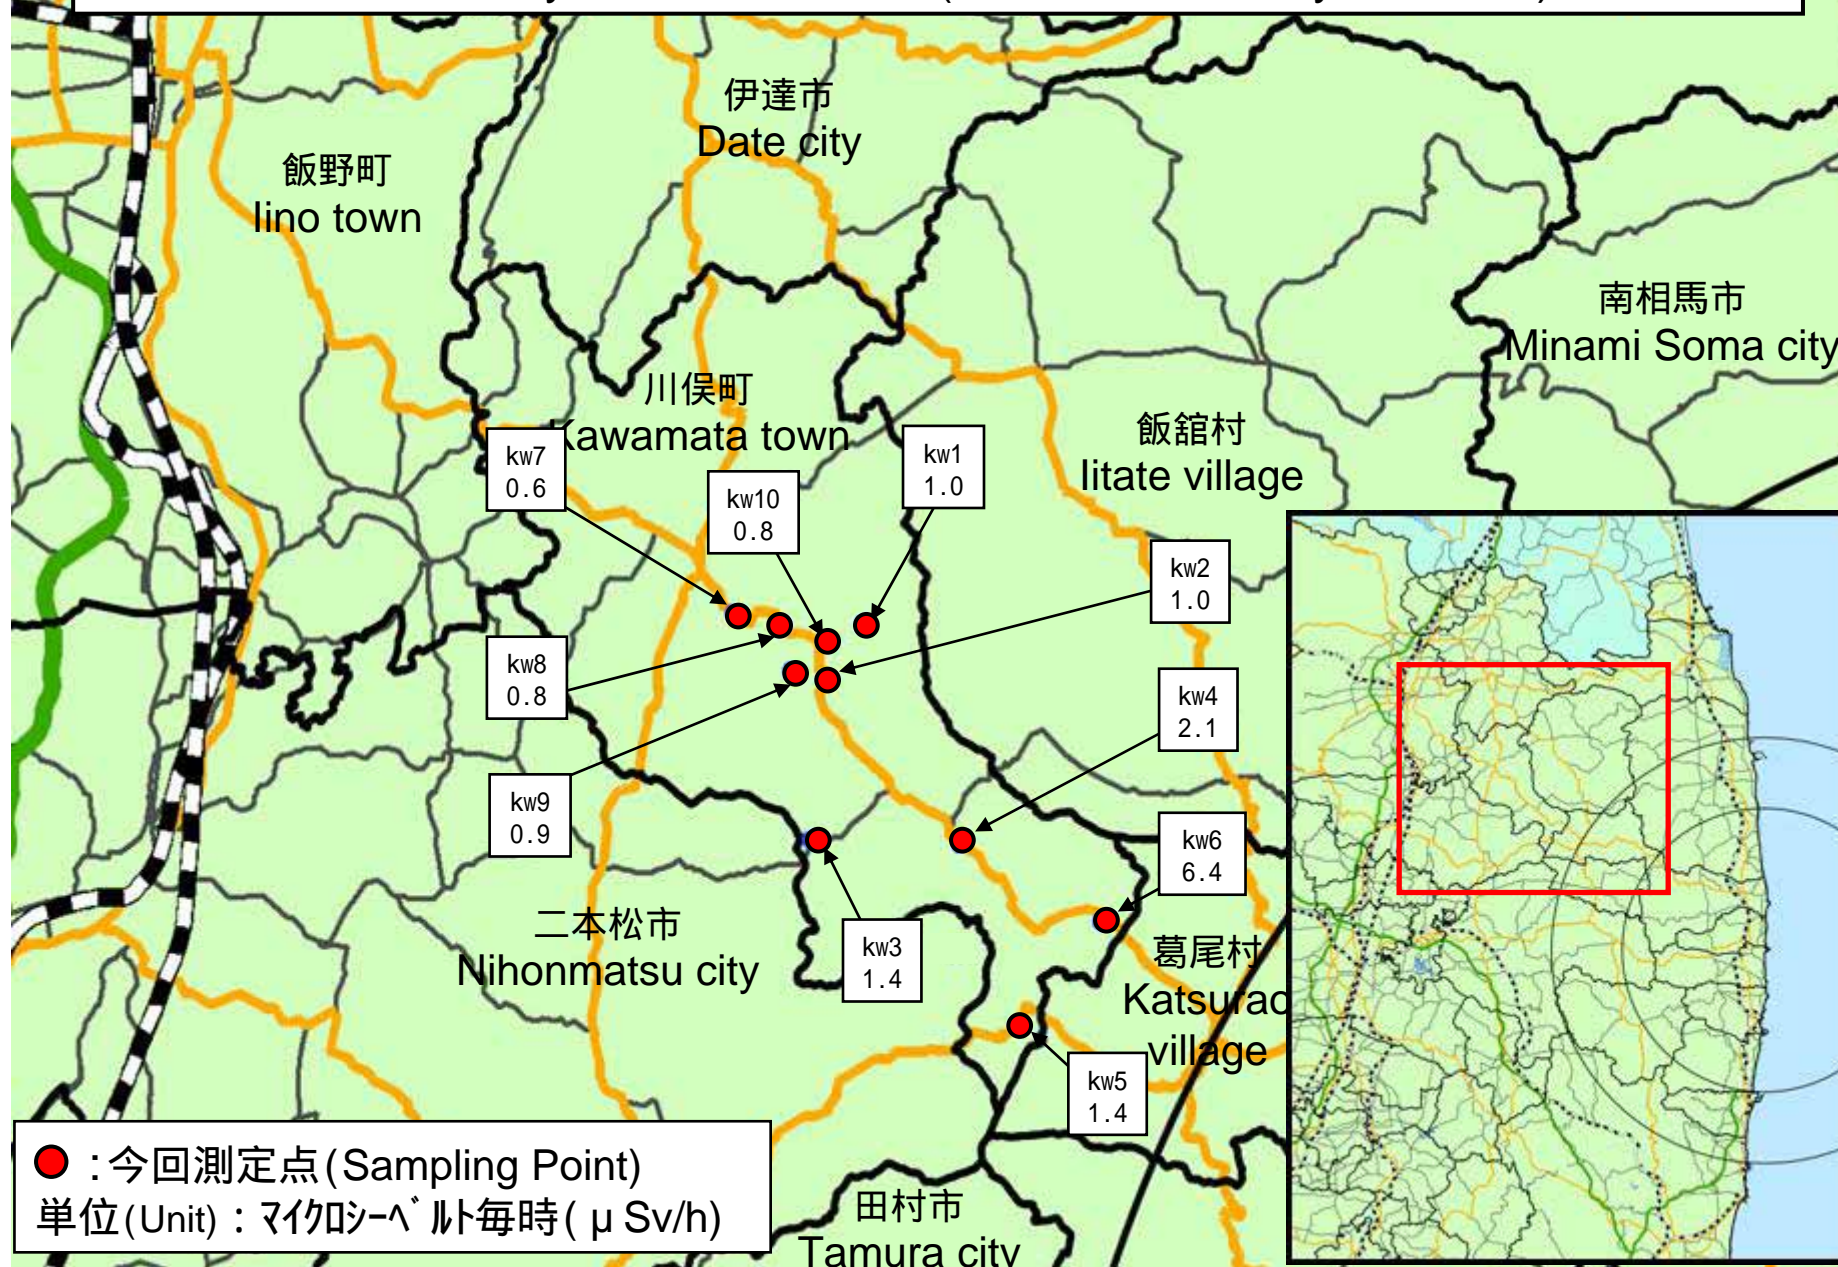 伊達市
Date city
飯野町
Iino town
南相馬市
Minami Soma city
川俣町
Kawamata town
飯舘村
Iitate village
kw7
0.6
kw10
0.8
kw1
1.0
kw2
1.0
kw8
0.8
kw4
2.1
kw9
0.9
kw6
6.4
二本松市
Nihonmatsu city
kw3
1.4
葛尾村
Katsurao
village
kw5
1.4
:今回測定点(Sampling Point)
単位(Unit) : マイクロシーベルト毎時( μ Sv/h)
田村市
Tamura city